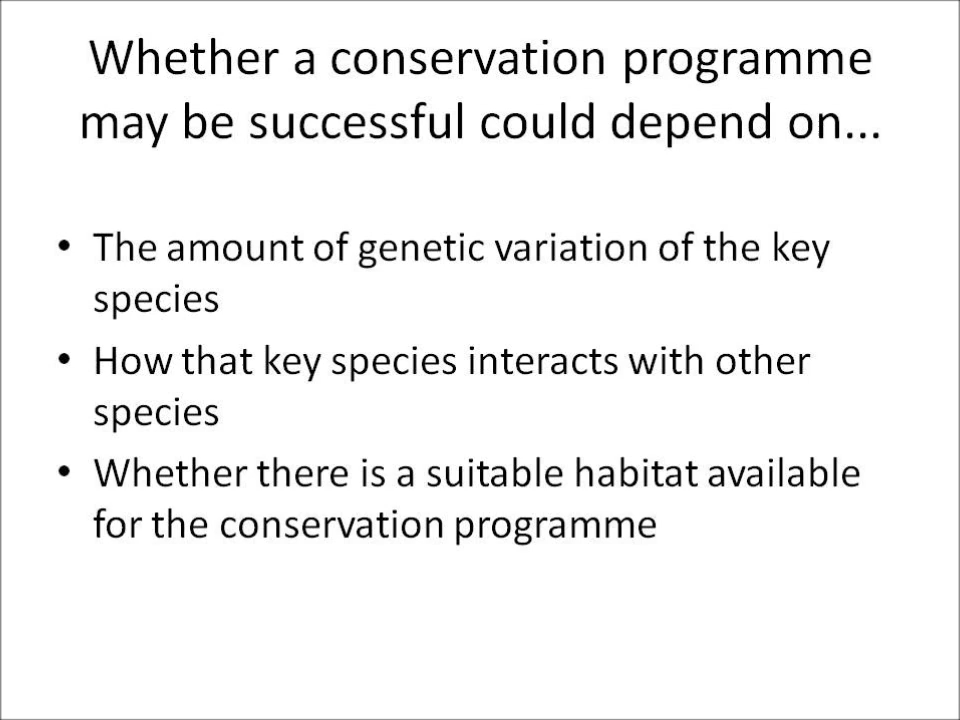 Whether a conservation programme
may be successful could depend on...
• The amount of genetic variation of the key
species
• How that key species interacts with other
species
• Whether there is a suitable habitat available
for the conservation programme